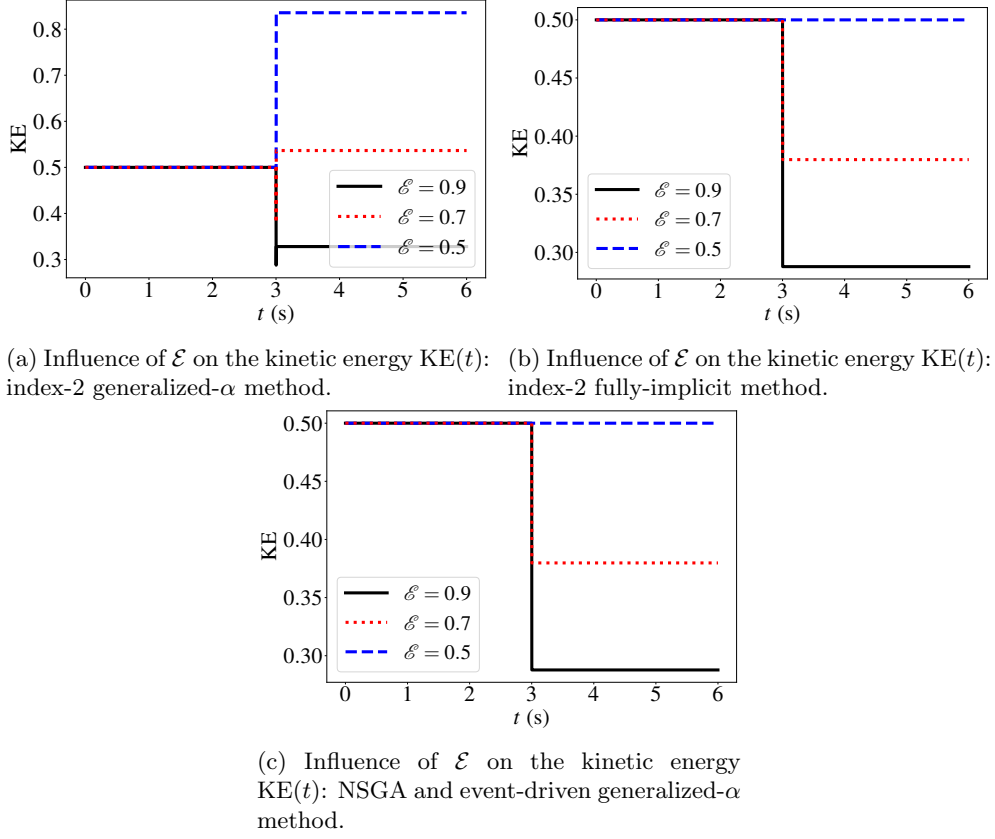 0.8
0.7
0.6
0.5
0.4
0.3
KE
ℰ = 0.9
ℰ = 0.7
ℰ = 0.5
0 1 2 3 4 5 6
t (s)
0.50
0.45
0.40
0.35
0.30
KE
ℰ = 0.9
ℰ = 0.7
ℰ = 0.5
0 1 2 3 4 5 6
t (s)
(a) Influence of ℰ on the kinetic energy KE(t):
index-2 generalized-α method.
(b) Influence of ℰ on the kinetic energy KE(t):
index-2 fully-implicit method.
0.50
0.45
0.40
0.35
0.30
KE
ℰ = 0.9
ℰ = 0.7
ℰ = 0.5
0 1 2 3 4 5 6
t (s)
(c) Influence of ℰ on the kinetic energy
KE(t): NSGA and event-driven generalized-α
method.